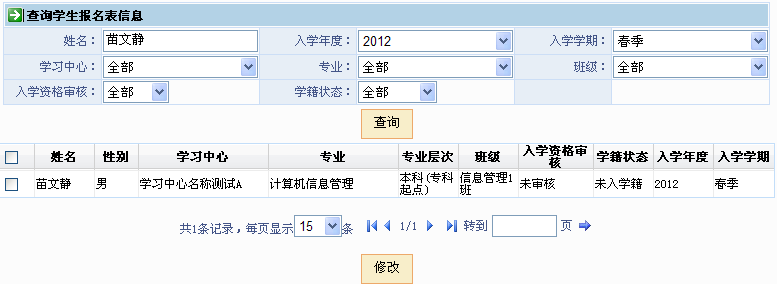 查询学生报名表信息
姓名： 苗文静 入学年度： 2012 入学学期： 春季
学习中心： 全部 专业： 全部 班级： 全部
入学资格审核： 全部 学籍状态： 全部
查询
姓名 性别 学习中心 专业 专业层次 班级 入学资格审核 学籍状态 入学年度 入学学期
苗文静 男 学习中心名称测试A 计算机信息管理 本科(专科起点) 信息管理1班 未审核 未入学籍 2012 春季
共1条记录，每页显示 15 条 1/1 转到 页
修改